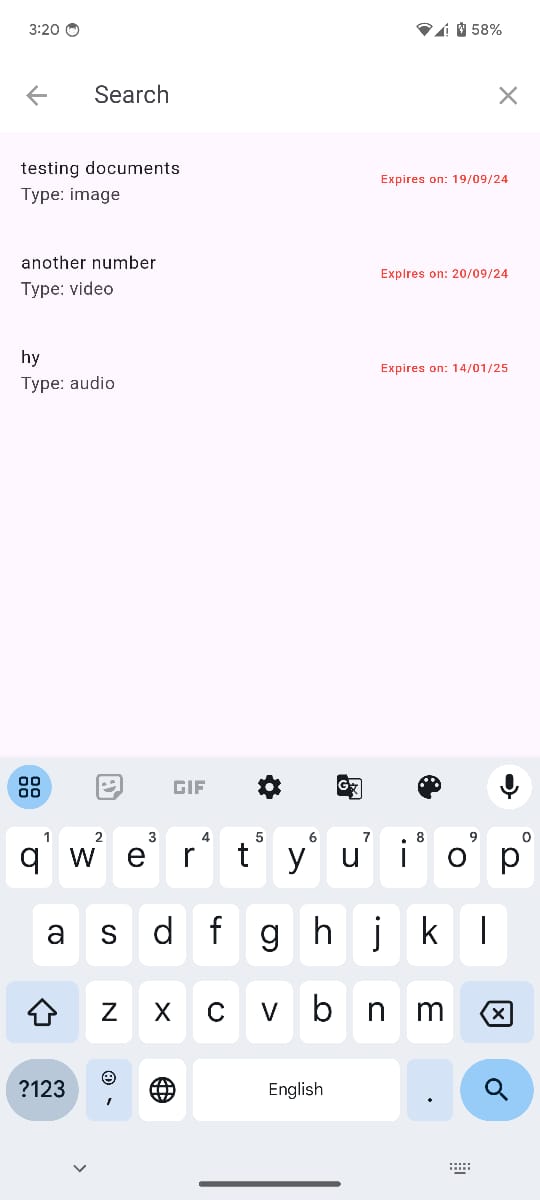 3:20 58%
Search
testing documents
Type: image
Expires on: 19/09/24
another number
Type: video
Expires on: 20/09/24
hy
Type: audio
Expires on: 14/01/25
GIF G
1 2 3 4 5 6 7 8 9 0
q w e r t y u i o p
a s d f g h j k l
z x c v b n m
?123 , English .